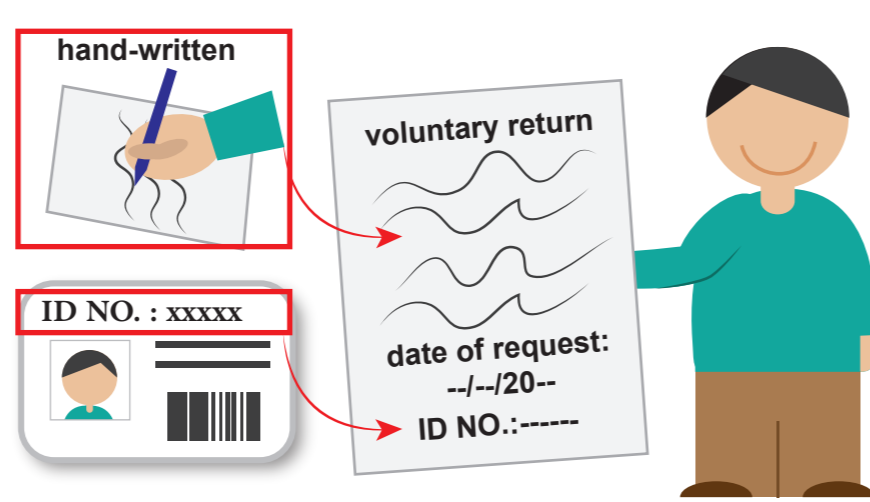 hand-written
voluntary return
date of request:
--/--/20--
ID NO.:------
ID NO. : xxxxx